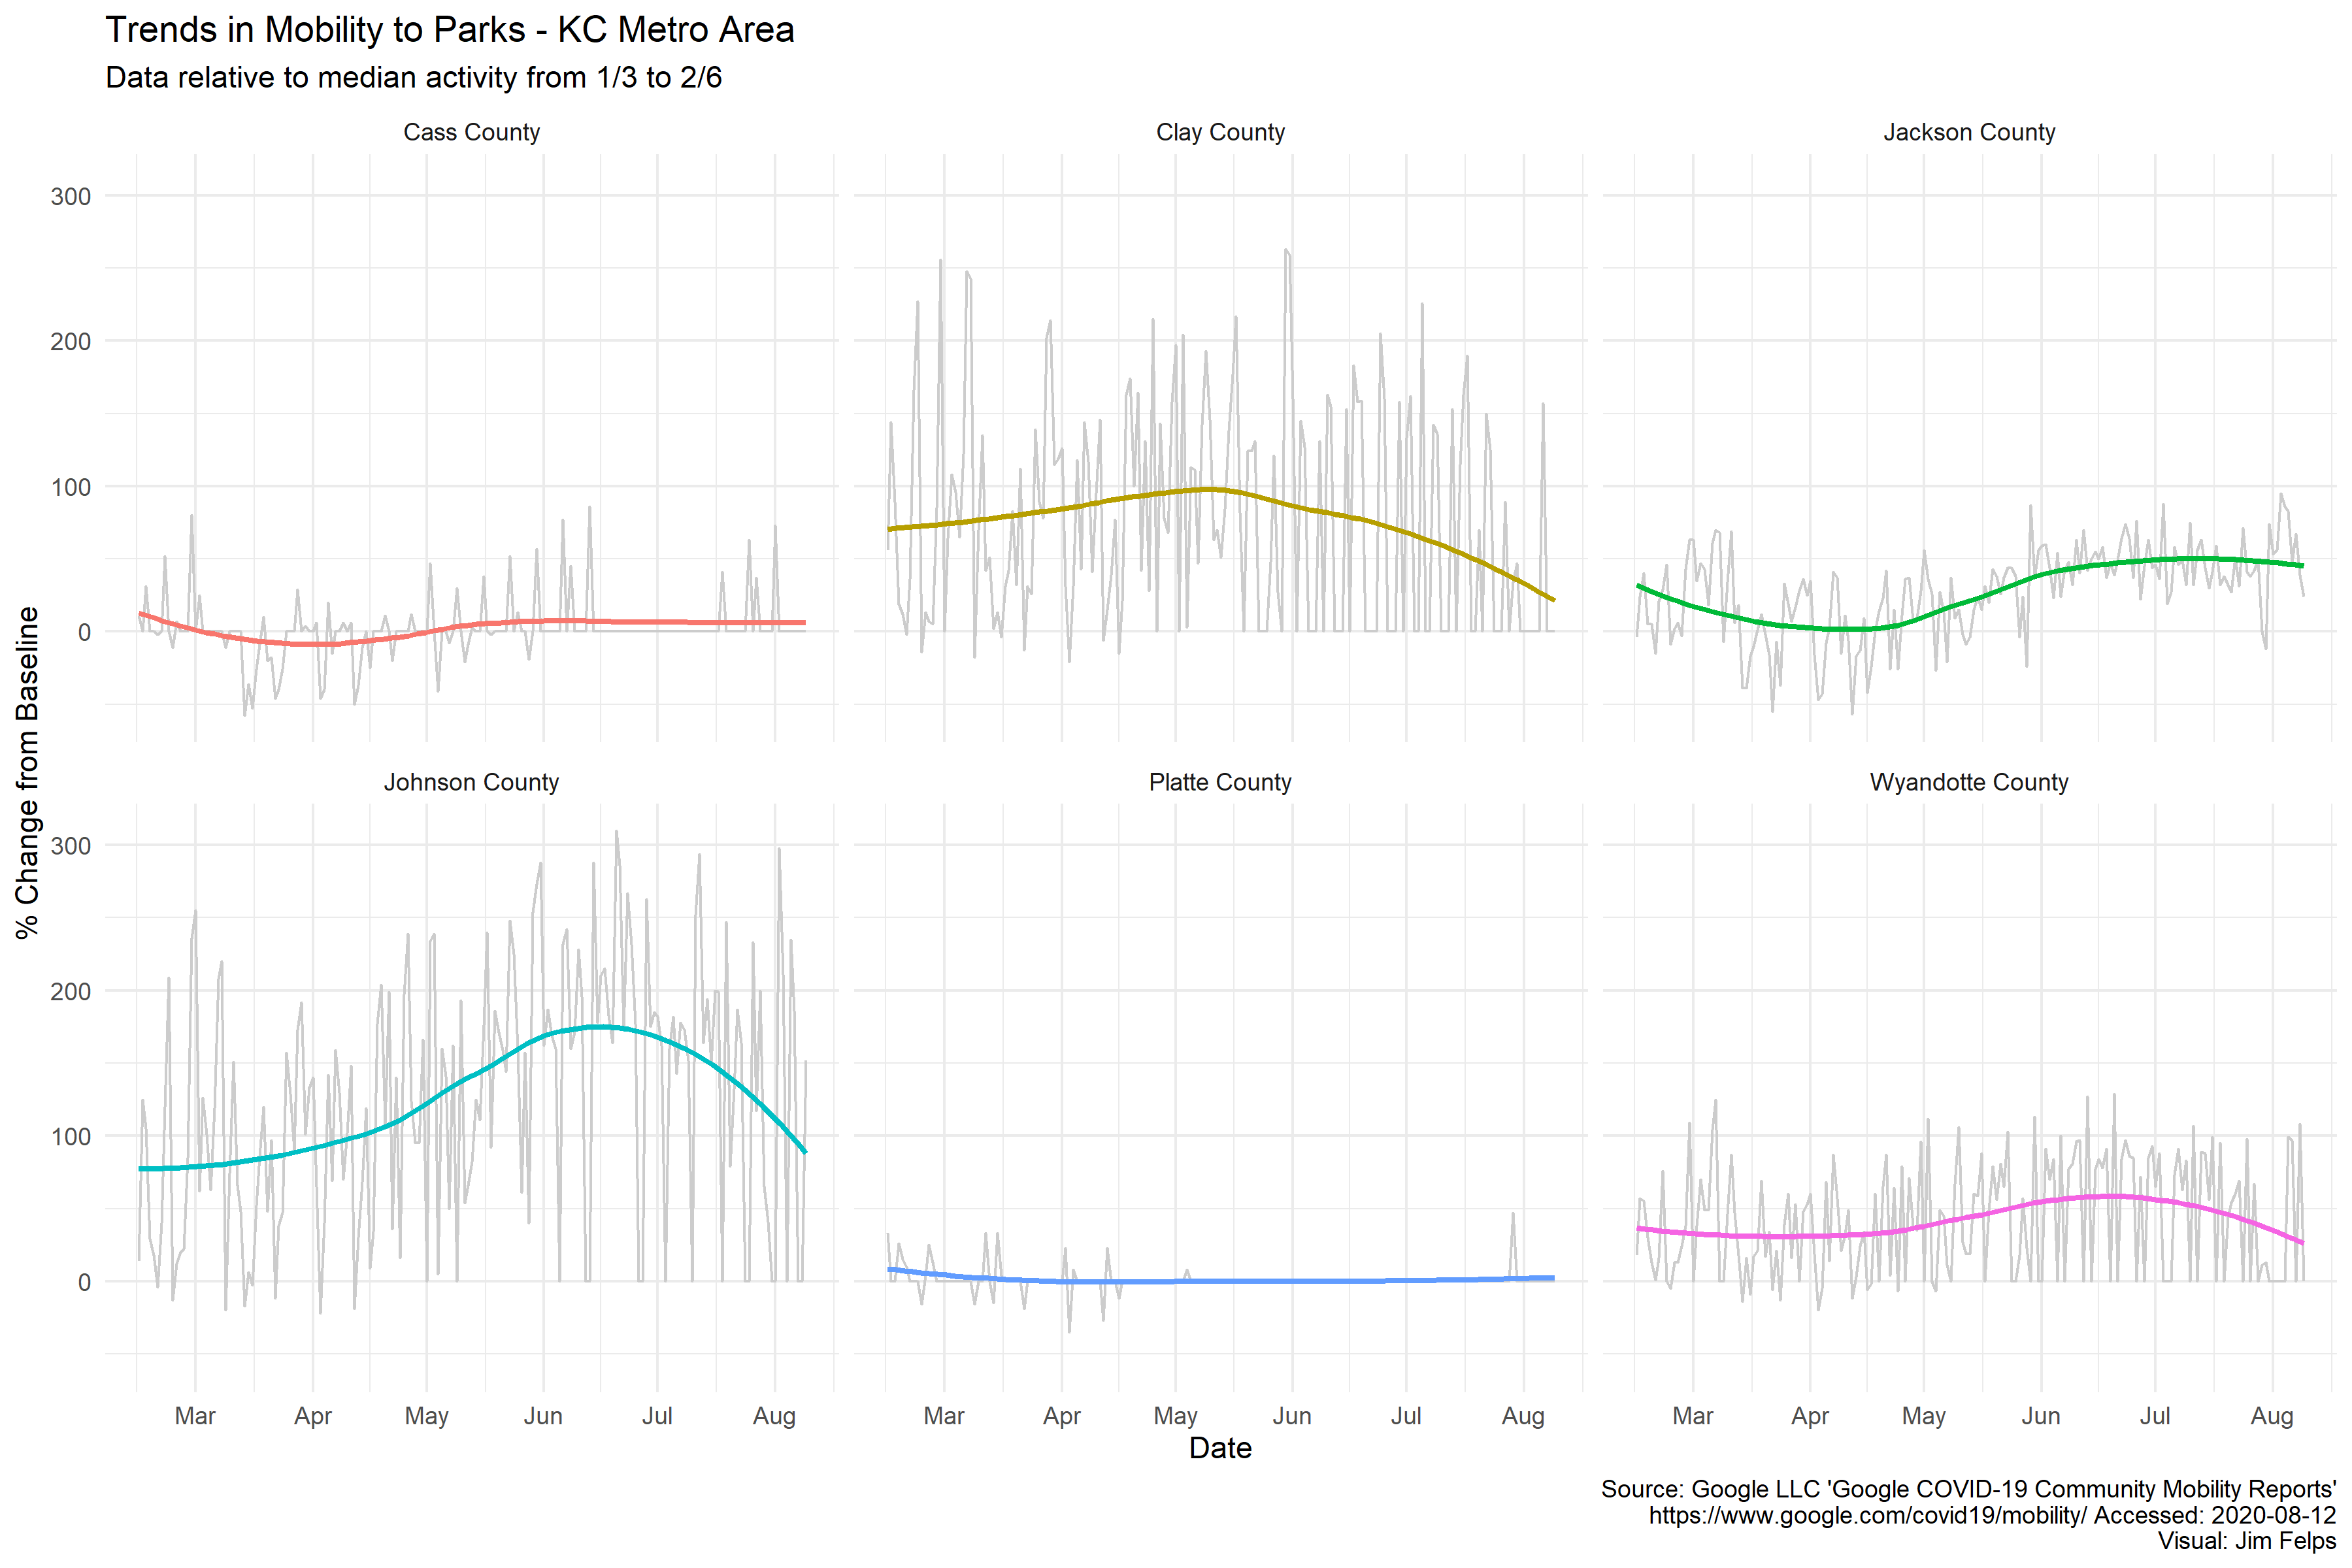 Trends in Mobility to Parks - KC Metro Area
Data relative to median activity from 1/3 to 2/6
Cass County
Clay County
Jackson County
300
200
100
0
% Change from Baseline
Johnson County
Platte County
Wyandotte County
300
200
100
0
Mar Apr May Jun Jul Aug
Mar Apr May Jun Jul Aug
Mar Apr May Jun Jul Aug
Date
Source: Google LLC 'Google COVID-19 Community Mobility Reports'
https://www.google.com/covid19/mobility/ Accessed: 2020-08-12
Visual: Jim Felps